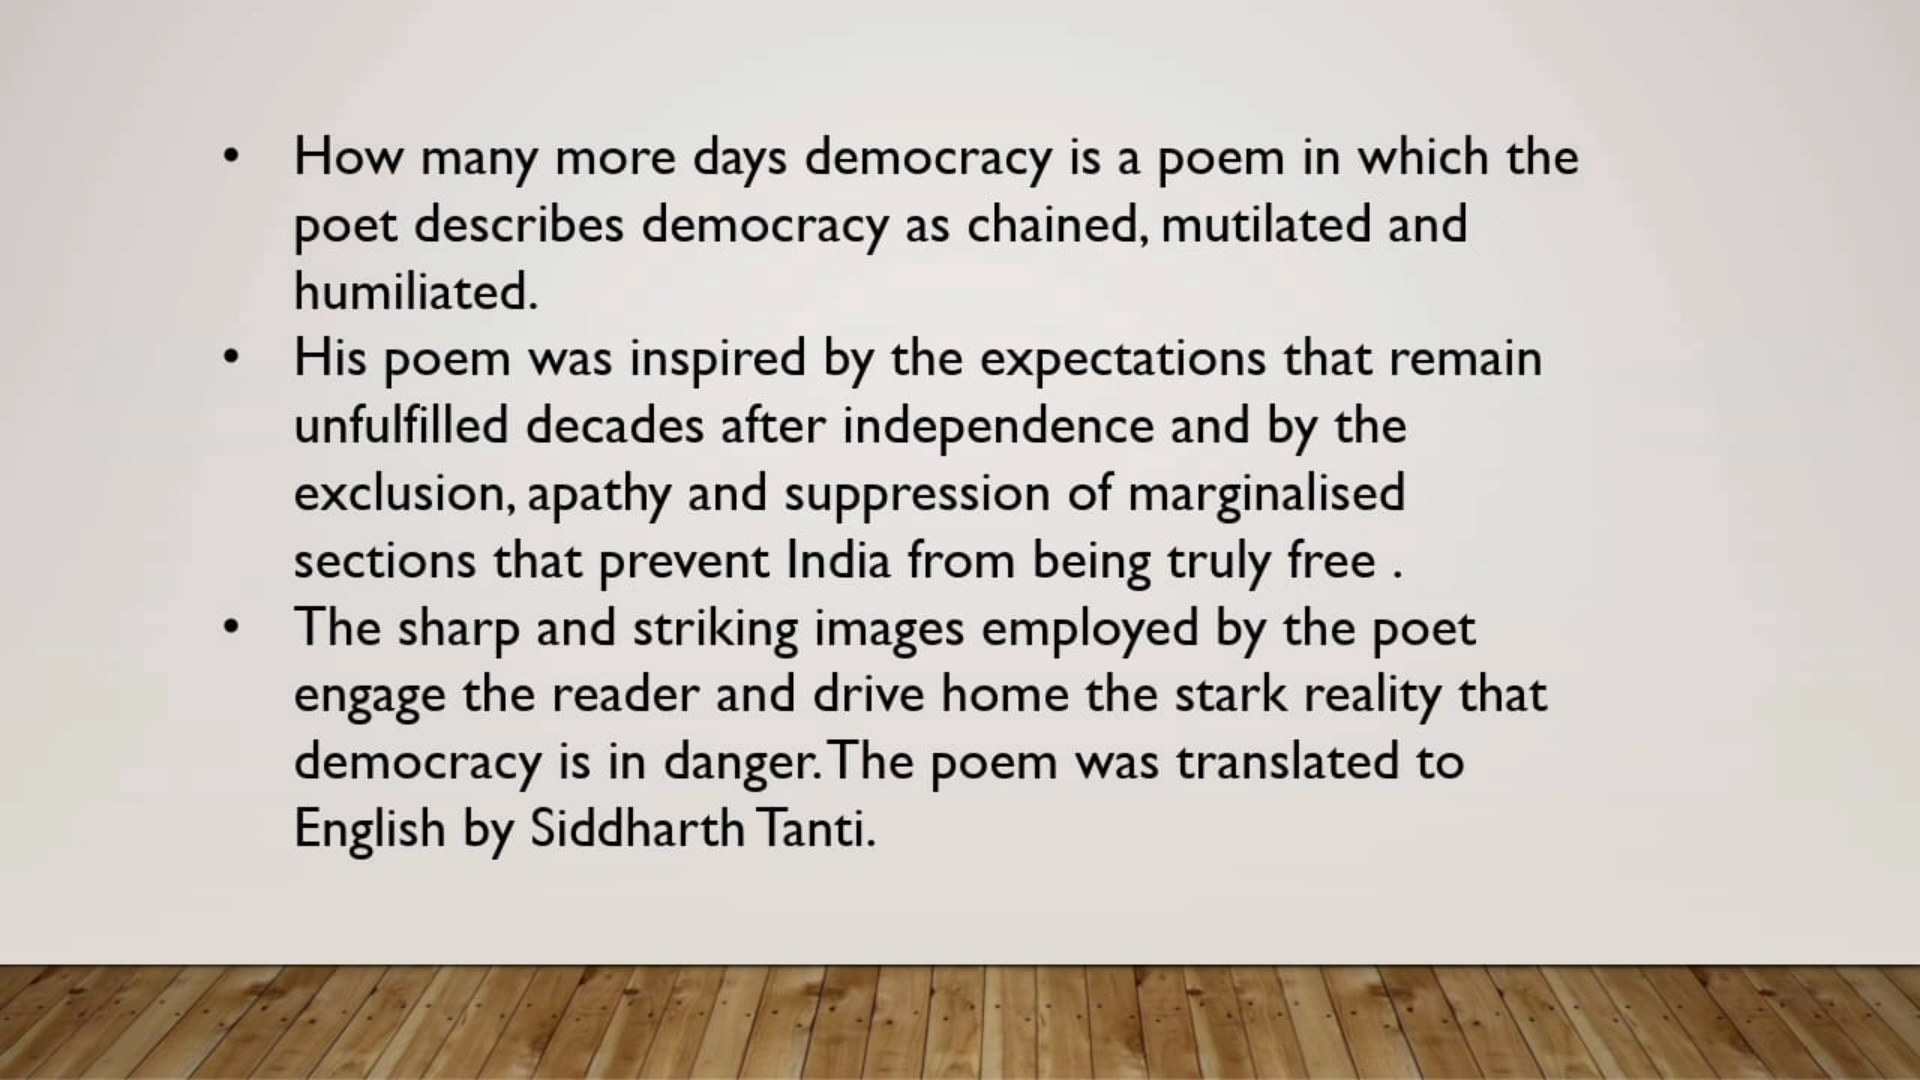 • How many more days democracy is a poem in which the
poet describes democracy as chained, mutilated and
humiliated.
• His poem was inspired by the expectations that remain
unfulfilled decades after independence and by the
exclusion, apathy and suppression of marginalised
sections that prevent India from being truly free .
• The sharp and striking images employed by the poet
engage the reader and drive home the stark reality that
democracy is in danger. The poem was translated to
English by Siddharth Tanti.